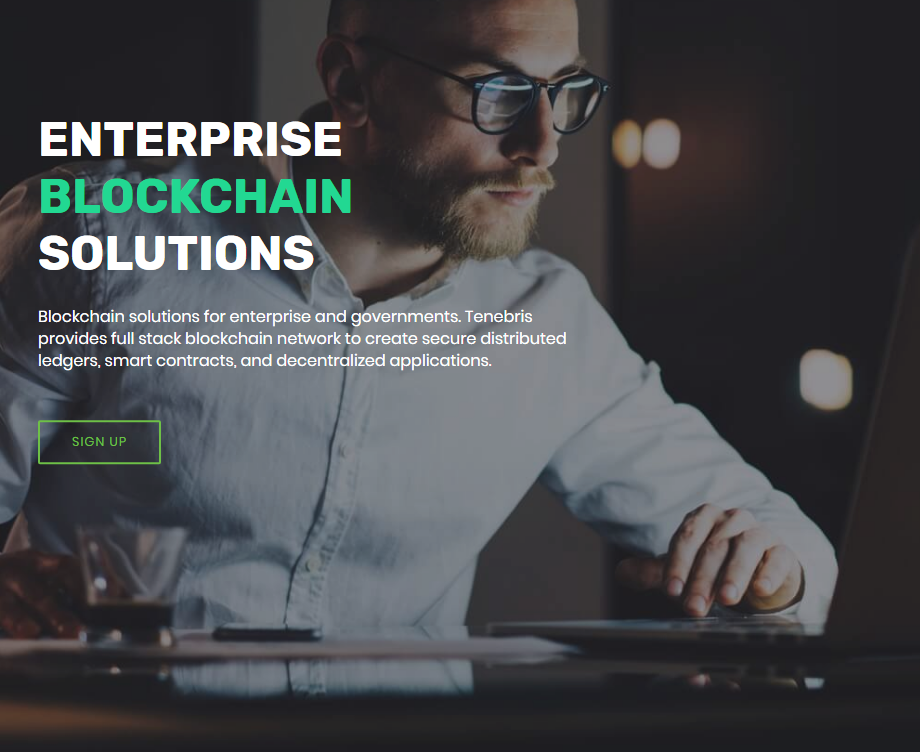 ENTERPRISE
BLOCKCHAIN
SOLUTIONS
Blockchain solutions for enterprise and governments. Tenebris
provides full stack blockchain network to create secure distributed
ledgers, smart contracts, and decentralized applications.
SIGN UP